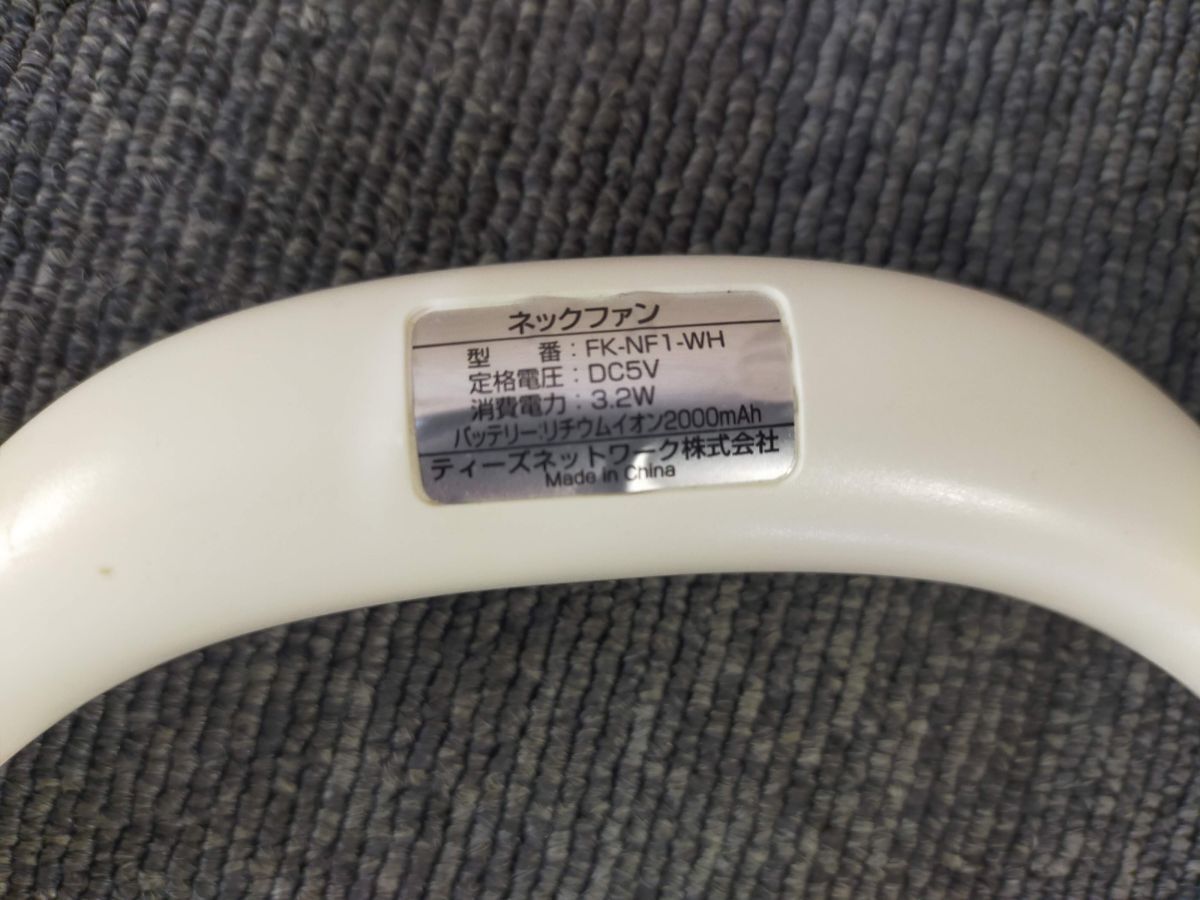 ネックファン
型 番：FK-NF1-WH
定格電圧：DC5V
消費電力：3.2W
バッテリー：リチウムイオン2000mAh
ティーズネットワーク株式会社
Made in China